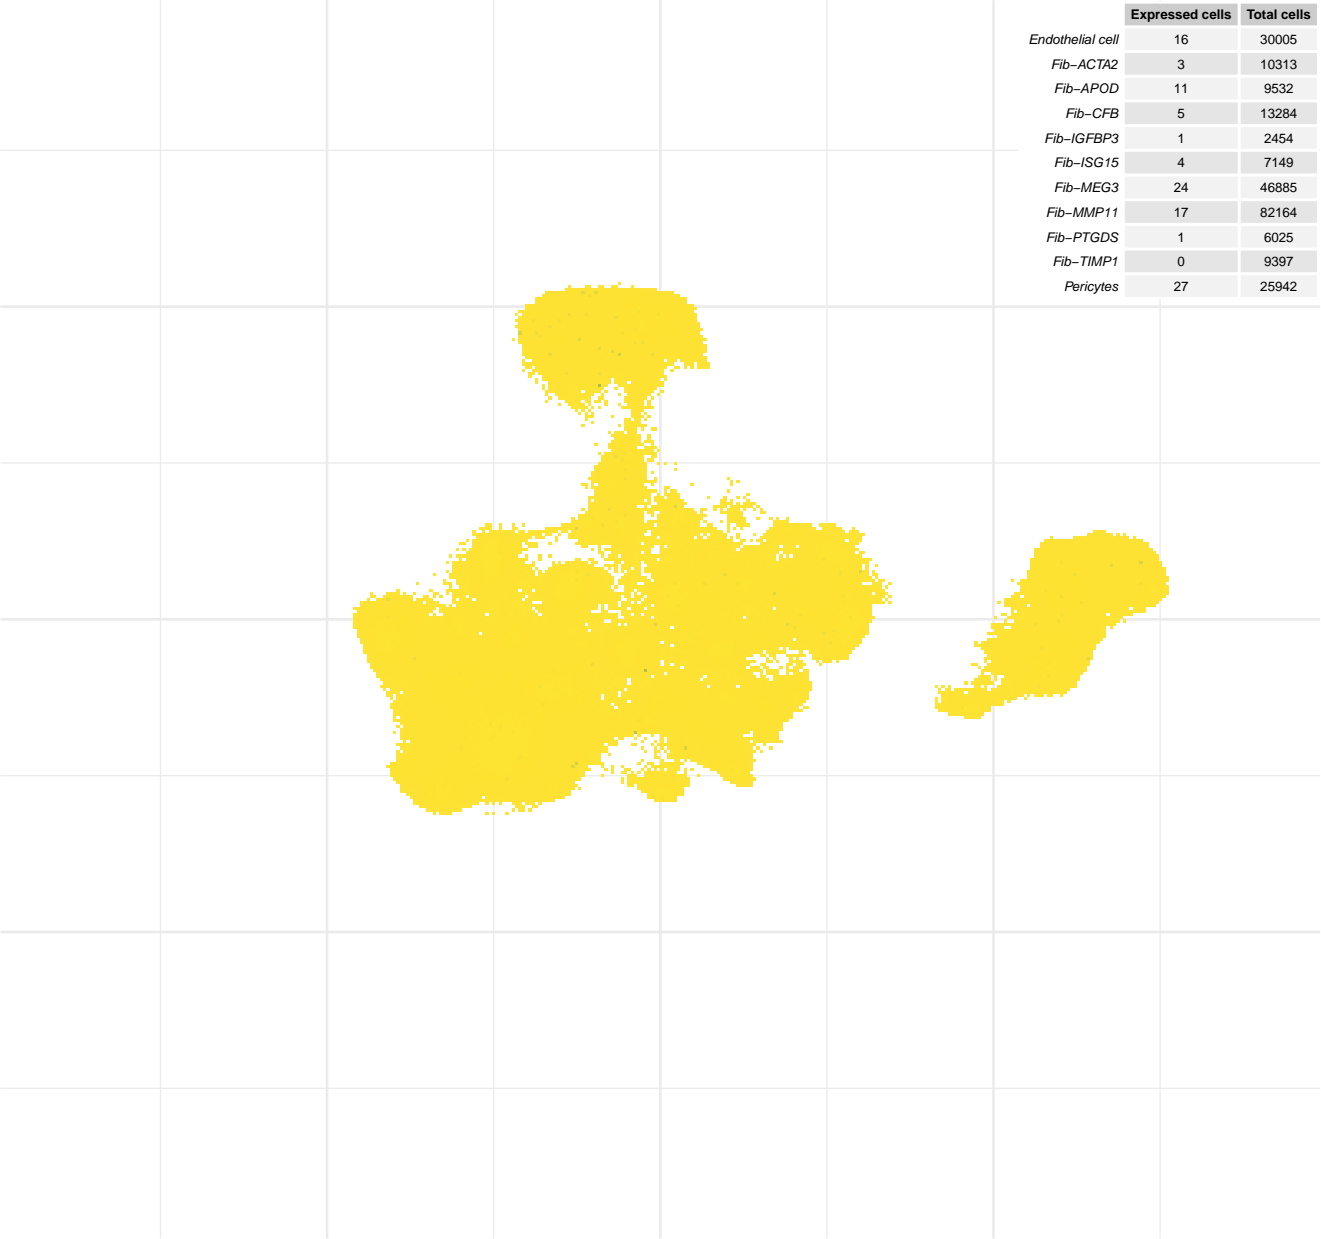 Expressed cells Total cells
Endothelial cell 16 30005
Fib−ACTA2 3 10313
Fib−APOD 11 9532
Fib−CFB 5 13284
Fib−IGFBP3 1 2454
Fib−ISG15 4 7149
Fib−MEG3 24 46885
Fib−MMP11 17 82164
Fib−PTGDS 1 6025
Fib−TIMP1 0 9397
Pericytes 27 25942